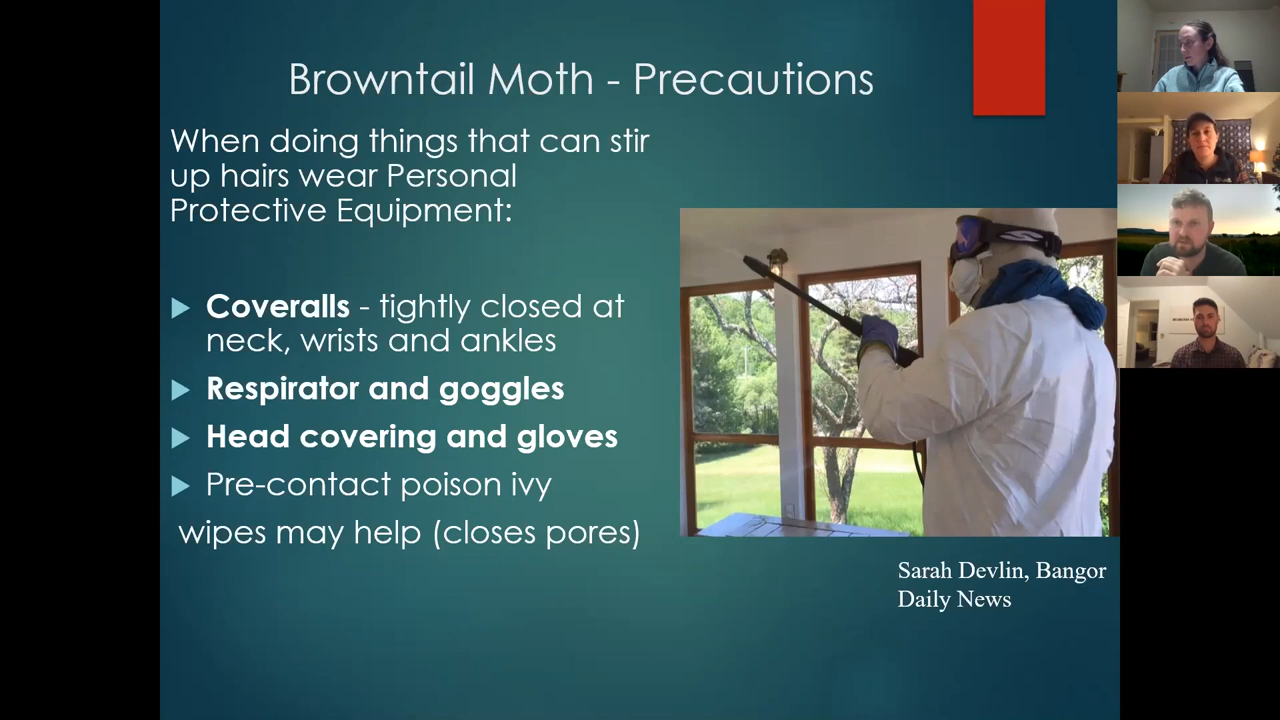 Browntail Moth - Precautions
When doing things that can stir
up hairs wear Personal
Protective Equipment:
Coveralls - tightly closed at
neck, wrists and ankles
Respirator and goggles
Head covering and gloves
Pre-contact poison ivy
wipes may help (closes pores)
Sarah Devlin, Bangor
Daily News